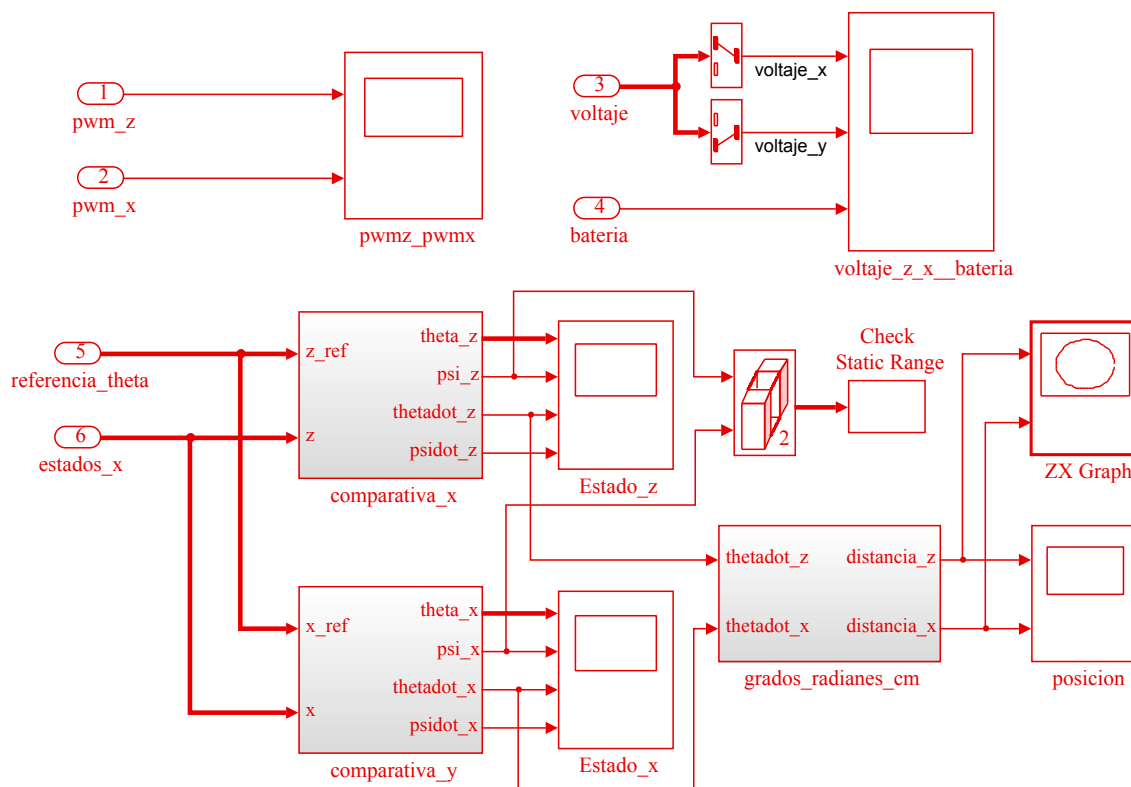 1
pwm_z
2
pwm_x
pwmz_pwmx
3
voltaje
voltaje_x
voltaje_y
4
bateria
voltaje_z_x__bateria
5
referencia_theta
6
estados_x
z_ref
z
theta_z
psi_z
thetadot_z
psidot_z
comparativa_x
Estado_z
2
Check
Static Range
ZX Graph
x_ref
x
theta_x
psi_x
thetadot_x
psidot_x
comparativa_y
Estado_x
thetadot_z
thetadot_x
distancia_z
distancia_x
grados_radianes_cm
posicion